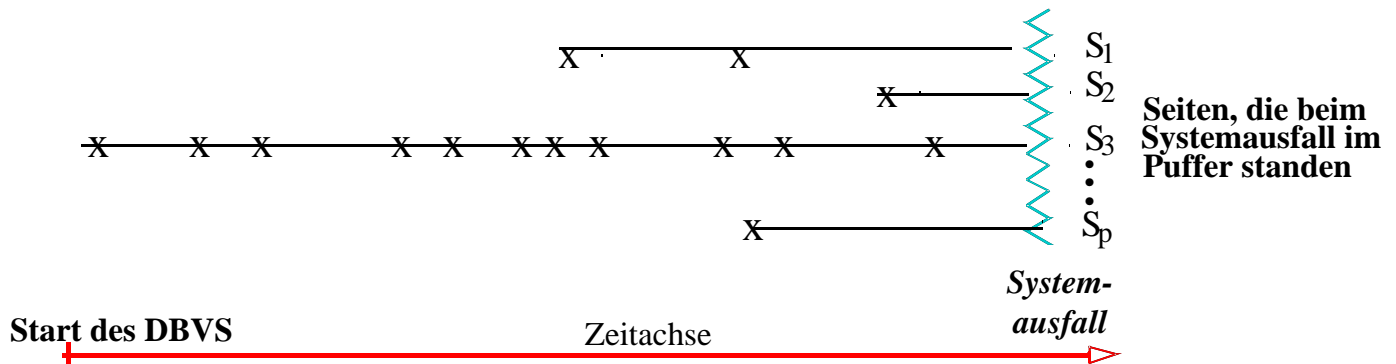 x x S1
x S2
Seiten, die beim
x x x x x x x x x x x S3 Systemausfall im
Puffer standen
x Sp
System-
ausfall
Start des DBVS
Zeitachse